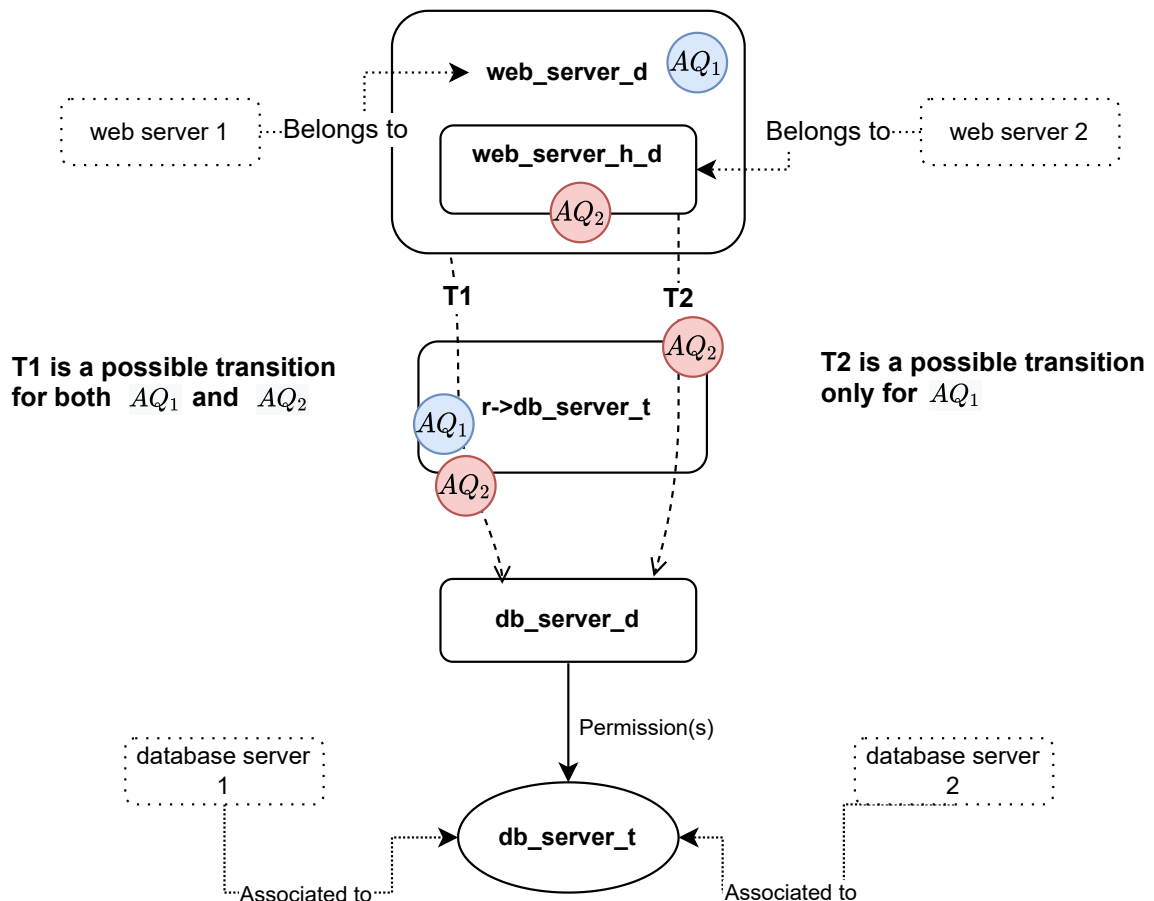 web_server_d
AQ₁
web server 1
Belongs to
web_server_h_d
AQ₂
Belongs to
web server 2
T1
T2
T1 is a possible transition
for both AQ₁ and AQ₂
AQ₂
T2 is a possible transition
only for AQ₁
AQ₁
r->db_server_t
AQ₂
db_server_d
Permission(s)
database server
1
database server
2
db_server_t
Associated to
Associated to